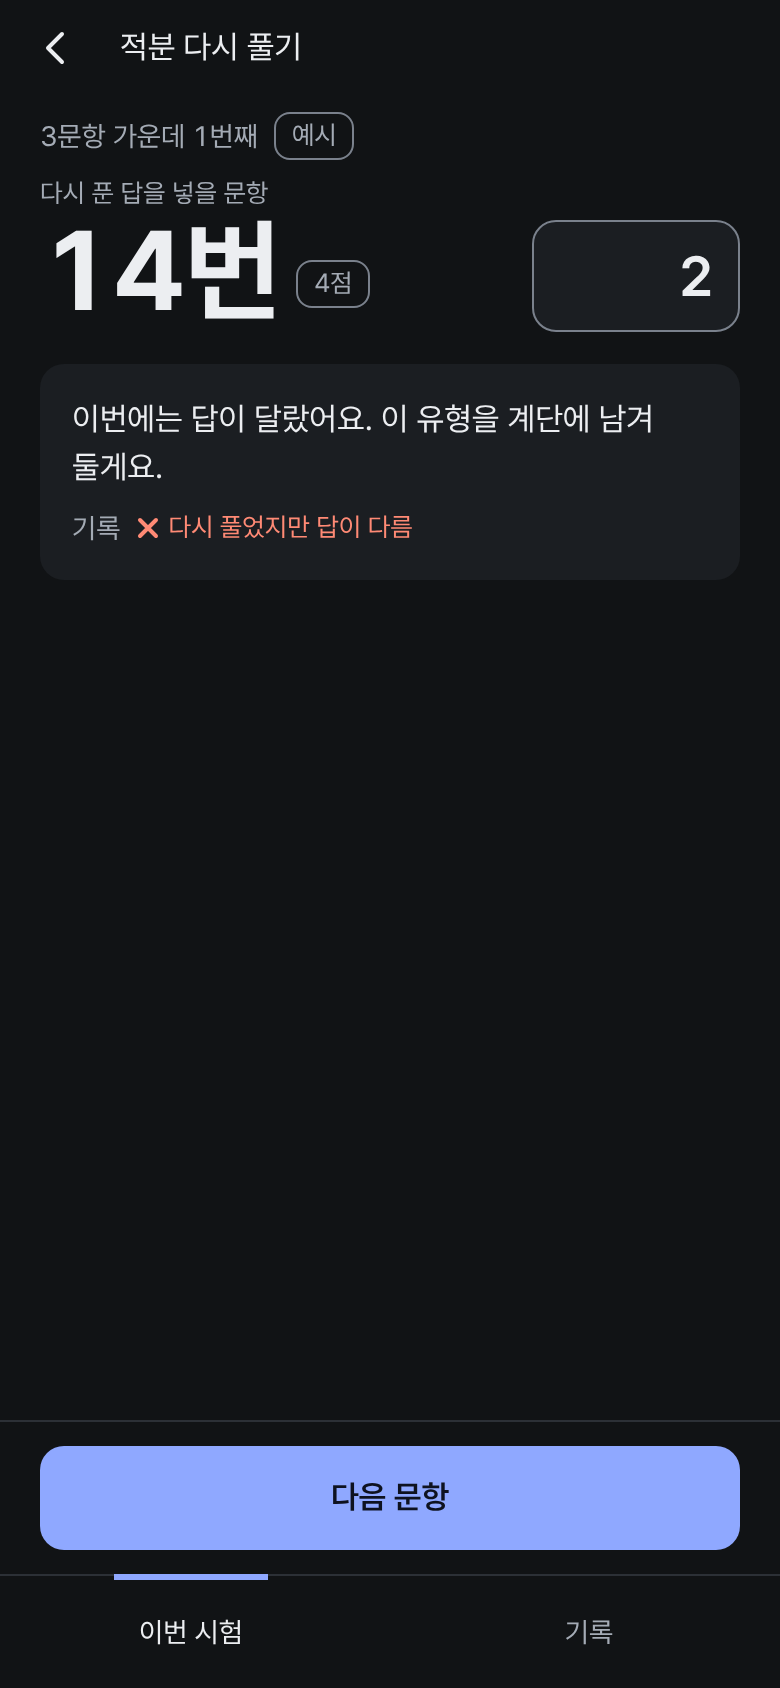 적분 다시 풀기
3문항 가운데 1번째 예시
다시 푼 답을 넣을 문항
14번 4점 2
이번에는 답이 달랐어요. 이 유형을 계단에 남겨
둘게요.
기록 다시 풀었지만 답이 다름
다음 문항
이번 시험 기록